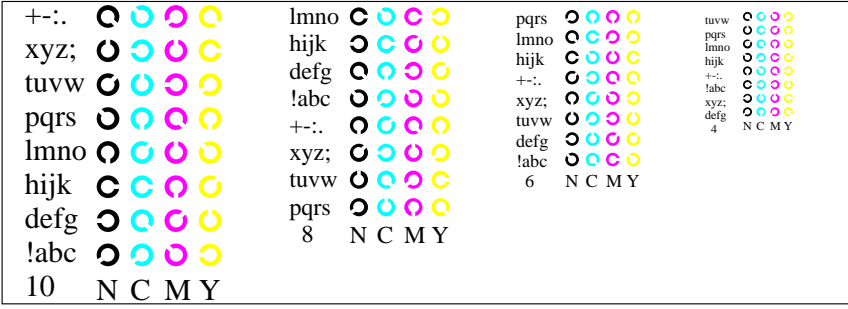 +-:.
xyz;
tuvw
pqrs
lmno
hijk
defg
!abc
10 N C M Y
lmno
hijk
defg
!abc
+-:.
xyz;
tuvw
pqrs
8 N C M Y
pqrs
lmno
hijk
+-:.
xyz;
tuvw
defg
!abc
6 N C M Y
tuvw
pqrs
lmno
hijk
+-:.
!abc
xyz;
defg
4 N C M Y